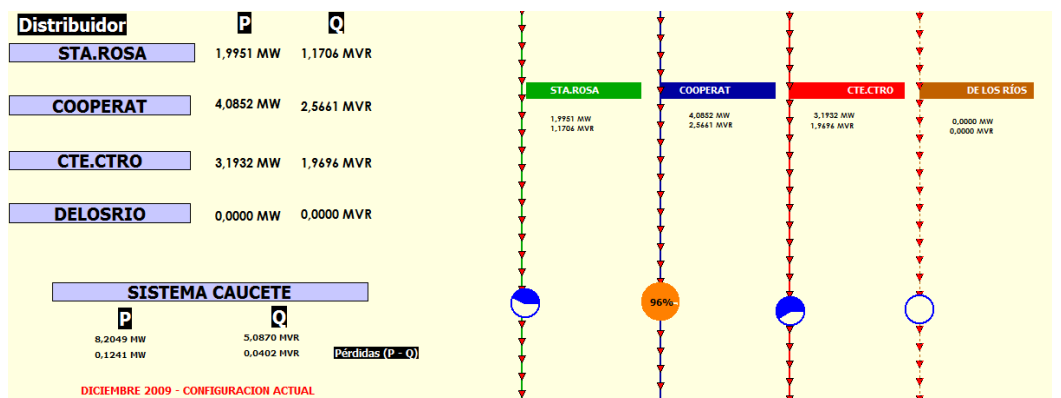 Distribuidor P Q
STA.ROSA 1,9951 MW 1,1706 MVR
COOPERAT 4,0852 MW 2,5661 MVR
CTE.CTRO 3,1932 MW 1,9696 MVR
DELOSRIO 0,0000 MW 0,0000 MVR
SISTEMA CAUCETE
P Q
8,2049 MW 5,0870 MVR
0,1241 MW 0,0402 MVR Pérdidas (P - Q)
DICIEMBRE 2009 - CONFIGURACION ACTUAL
STA.ROSA COOPERAT CTE.CTRO DE LOS RÍOS
1,9951 MW 4,0852 MW 3,1932 MW 0,0000 MW
1,1706 MVR 2,5661 MVR 1,9696 MVR 0,0000 MVR
96%